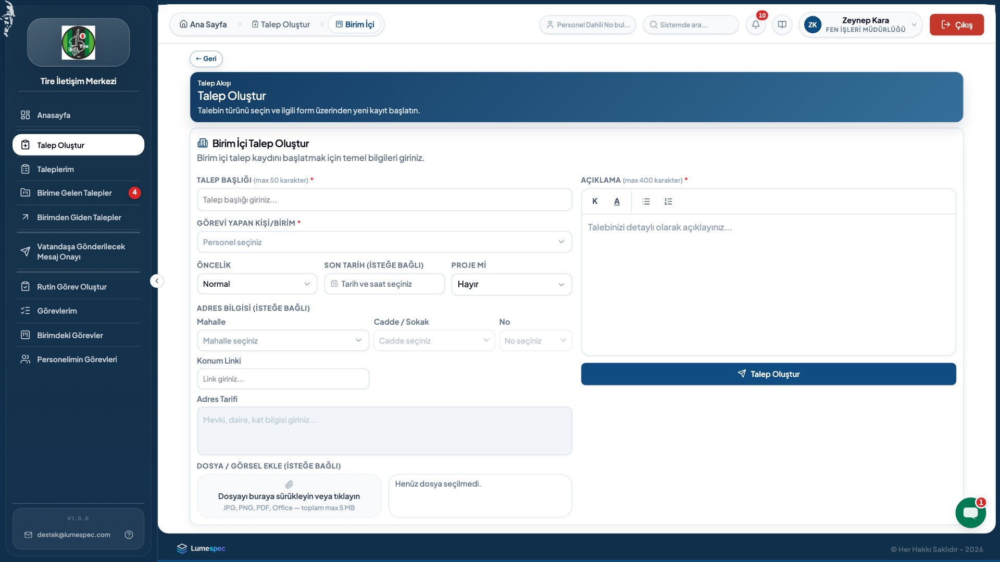 TİRE
Tire İletişim Merkezi
Anasayfa
Talep Oluştur
Taleplerim
Birime Gelen Talepler
4
Birimden Giden Talepler
Vatandaşa Gönderilecek
Mesaj Onayı
Rutin Görev Oluştur
Görevlerim
Birimdeki Görevler
Personelimin Görevleri
V1.0.0
destek@lumespec.com
Ana Sayfa
Talep Oluştur
Birim İçi
Personel Dahili No bul...
Sistemde ara...
10
ZK
Zeynep Kara
FEN İŞLERİ MÜDÜRLÜĞÜ
Çıkış
← Geri
Talep Akışı
Talep Oluştur
Talebin türünü seçin ve ilgili form üzerinden yeni kayıt başlatın.
Birim İçi Talep Oluştur
Birim içi talep kaydını başlatmak için temel bilgileri giriniz.
TALEP BAŞLIĞI (max 50 karakter) *
Talep başlığı giriniz...
GÖREVİ YAPAN KİŞİ/BİRİM *
Personel seçiniz
ÖNCELİK
Normal
SON TARİH (İSTEĞE BAĞLI)
Tarih ve saat seçiniz
PROJE Mİ
Hayır
ADRES BİLGİSİ (İSTEĞE BAĞLI)
Mahalle
Mahalle seçiniz
Cadde / Sokak
Cadde seçiniz
No
No seçiniz
Konum Linki
Link giriniz...
Adres Tarifi
Mevki, daire, kat bilgisi giriniz...
DOSYA / GÖRSEL EKLE (İSTEĞE BAĞLI)
Dosyayı buraya sürükleyin veya tıklayın
JPG, PNG, PDF, Office — toplam max 5 MB
Henüz dosya seçilmedi.
AÇIKLAMA (max 400 karakter) *
K A
Talebinizi detaylı olarak açıklayınız...
Talep Oluştur
1
Lumespec
© Her Hakkı Saklıdır – 2026